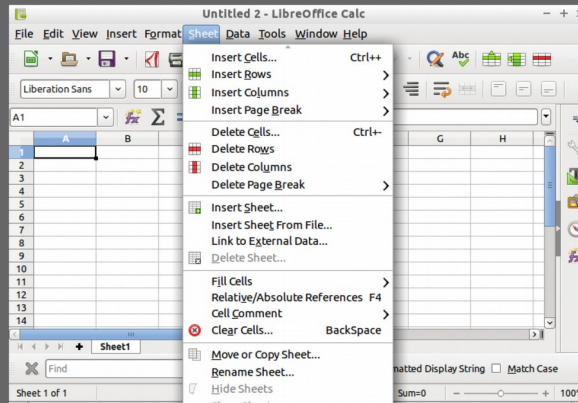 Untitled 2 - LibreOffice Calc
File Edit View Insert Format Sheet Data Tools Window Help
Insert Cells... Ctrl++
Insert Rows
Insert Columns
Insert Page Break
Delete Cells... Ctrl+-
Delete Rows
Delete Columns
Delete Page Break
Insert Sheet...
Insert Sheet From File...
Link to External Data...
Delete Sheet...
Fill Cells
Relative/Absolute References F4
Cell Comment
Clear Cells... BackSpace
Move or Copy Sheet...
Rename Sheet...
Hide Sheets
Abc
Liberation Sans 10
A1
A B G H
1
2
3
4
5
6
7
8
9
10
11
12
13
14
Sheet1
Find Display String Match Case
Sheet 1 of 1 Sum=0 100%